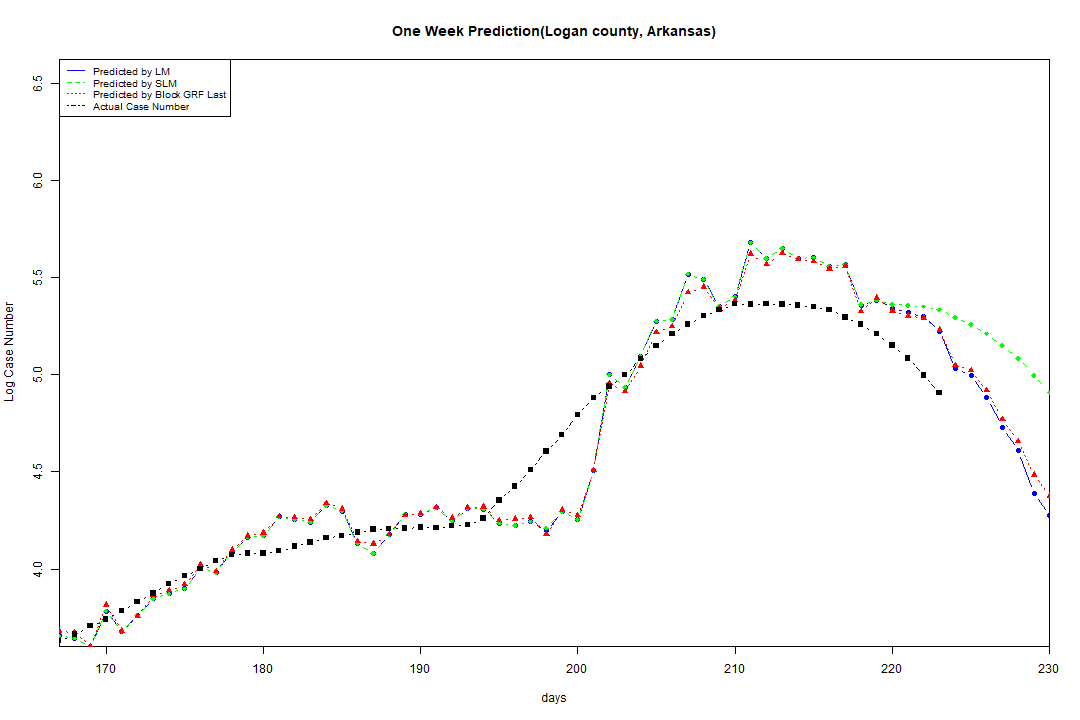 One Week Prediction(Logan county, Arkansas)
Predicted by LM
Predicted by SLM
Predicted by Block GRF Last
Actual Case Number
6.5
6.0
5.5
5.0
4.5
4.0
Log Case Number
170 180 190 200 210 220 230
days